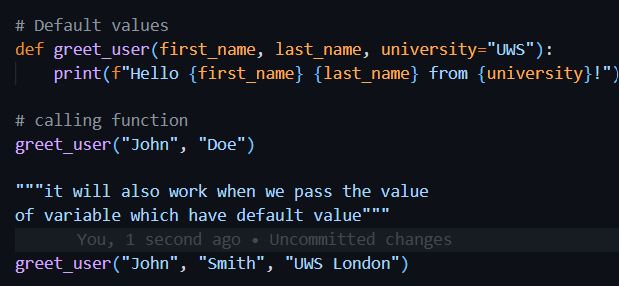 # Default values
def greet_user(first_name, last_name, university="UWS"):
    print(f"Hello {first_name} {last_name} from {university}!")
# calling function
greet_user("John", "Doe")
"""it will also work when we pass the value
of variable which have default value"""
You, 1 second ago • Uncommitted changes
greet_user("John", "Smith", "UWS London")